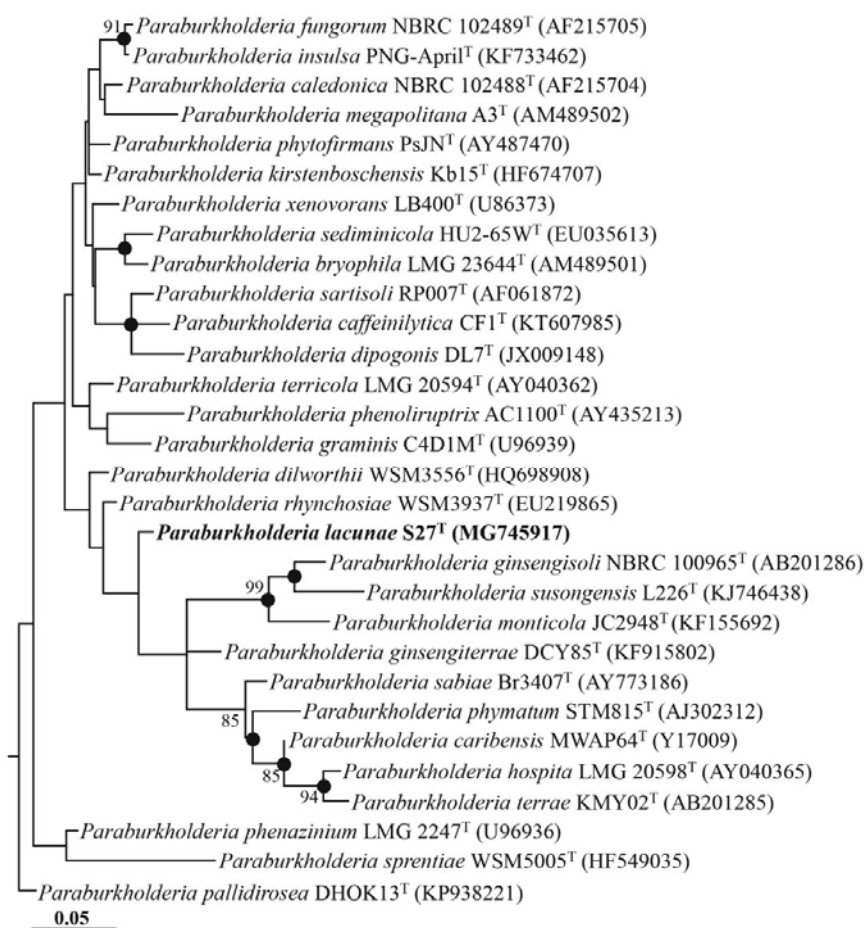 91 Paraburkholderia fungorum NBRC 102489T (AF215705)
Paraburkholderia insulsa PNG-AprilT (KF733462)
Paraburkholderia caledonica NBRC 102488T (AF215704)
Paraburkholderia megapolitana A3T (AM489502)
Paraburkholderia phytofirmans PsJNT (AY487470)
Paraburkholderia kirstenboschensis Kb15T (HF674707)
Paraburkholderia xenovorans LB400T (U86373)
Paraburkholderia sediminicola HU2-65WT (EU035613)
Paraburkholderia bryophila LMG 23644T (AM489501)
Paraburkholderia sartisoli RP007T (AF061872)
Paraburkholderia caffeinilytica CF1T (KT607985)
Paraburkholderia dipogonis DL7T (JX009148)
Paraburkholderia terricola LMG 20594T (AY040362)
Paraburkholderia phenoliruptrix AC1100T (AY435213)
Paraburkholderia graminis C4D1MT (U96939)
Paraburkholderia dilworthii WSM3556T (HQ698908)
Paraburkholderia rhynchosiae WSM3937T (EU219865)
Paraburkholderia lacunae S27T (MG745917)
Paraburkholderia ginsengisoli NBRC 100965T (AB201286)
99
Paraburkholderia susongensis L226T (KJ746438)
Paraburkholderia monticola JC2948T (KF155692)
Paraburkholderia ginsengiterrae DCY85T (KF915802)
Paraburkholderia sabiae Br3407T (AY773186)
85
Paraburkholderia phymatum STM815T (AJ302312)
Paraburkholderia caribensis MWAP64T (Y17009)
85
Paraburkholderia hospita LMG 20598T (AY040365)
94
Paraburkholderia terrae KMY02T (AB201285)
Paraburkholderia phenazinium LMG 2247T (U96936)
Paraburkholderia sprentiae WSM5005T (HF549035)
Paraburkholderia pallidirosea DHOK13T (KP938221)
0.05